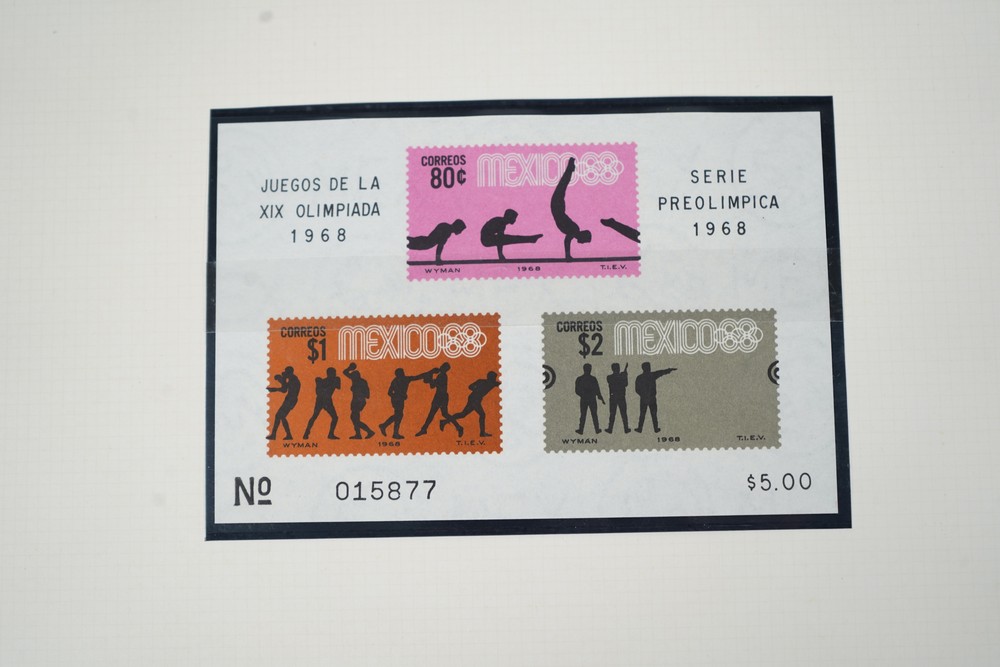 JUEGOS DE LA
XIX OLIMPIADA
1968
CORREOS
80¢
MEXICO68
WYMAN 1968 T.I.E.V.
SERIE
PREOLIMPICA
1968
CORREOS
$1
MEXICO68
WYMAN 1968 T.I.E.V.
CORREOS
$2
MEXICO68
WYMAN 1968 T.I.E.V.
Nº 015877
$5.00